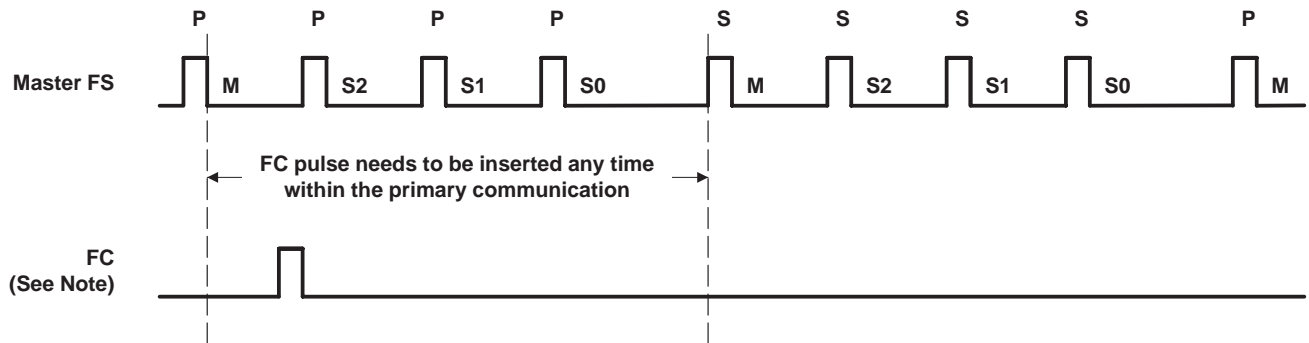 P P P P S S S S P
Master FS M S2 S1 S0 M S2 S1 S0 M
FC pulse needs to be inserted any time
within the primary communication
FC
(See Note)